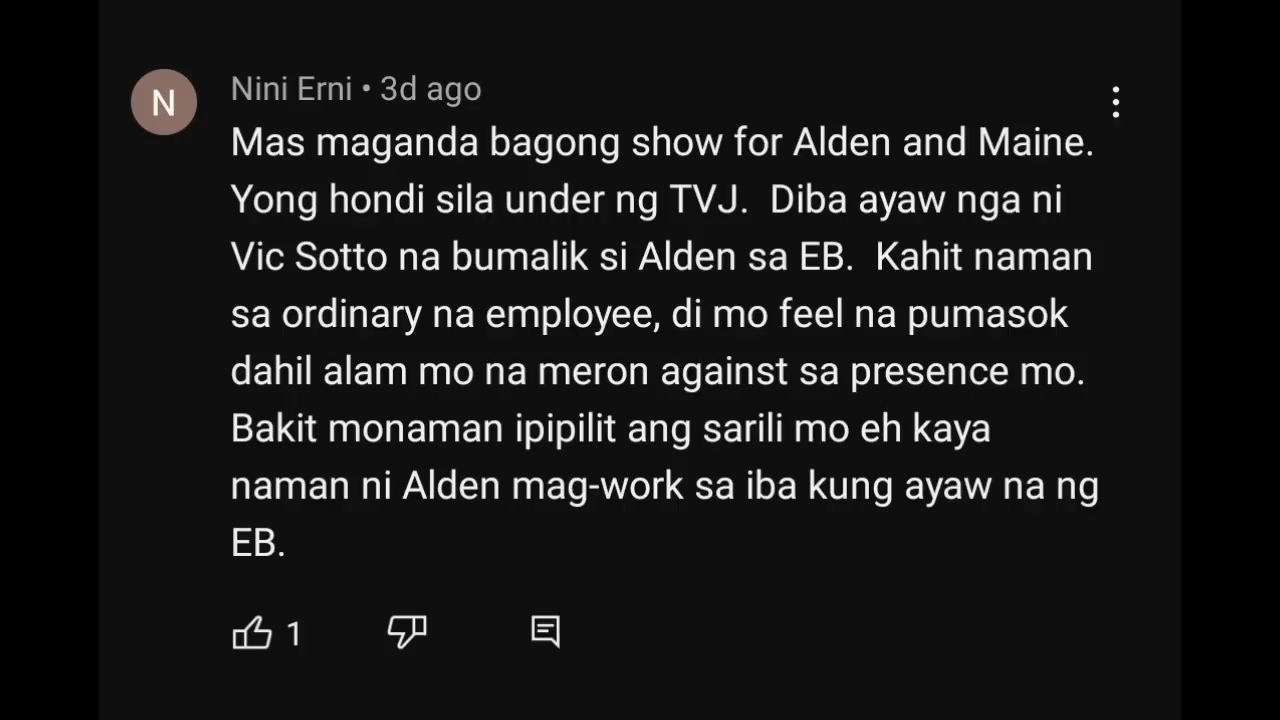 N
Nini Erni • 3d ago
Mas maganda bagong show for Alden and Maine.
Yong hondi sila under ng TVJ. Diba ayaw nga ni
Vic Sotto na bumalik si Alden sa EB. Kahit naman
sa ordinary na employee, di mo feel na pumasok
dahil alam mo na meron against sa presence mo.
Bakit monaman ipipilit ang sarili mo eh kaya
naman ni Alden mag-work sa iba kung ayaw na ng
EB.
1